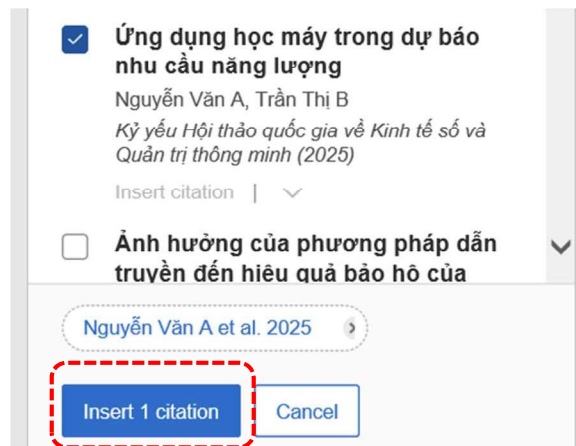 Ứng dụng học máy trong dự báo
nhu cầu năng lượng
Nguyễn Văn A, Trần Thị B
Kỷ yếu Hội thảo quốc gia về Kinh tế số và
Quản trị thông minh (2025)
Insert citation |
Ảnh hưởng của phương pháp dẫn
truyền đến hiệu quả bảo hộ của
Nguyễn Văn A et al. 2025
Insert 1 citation
Cancel